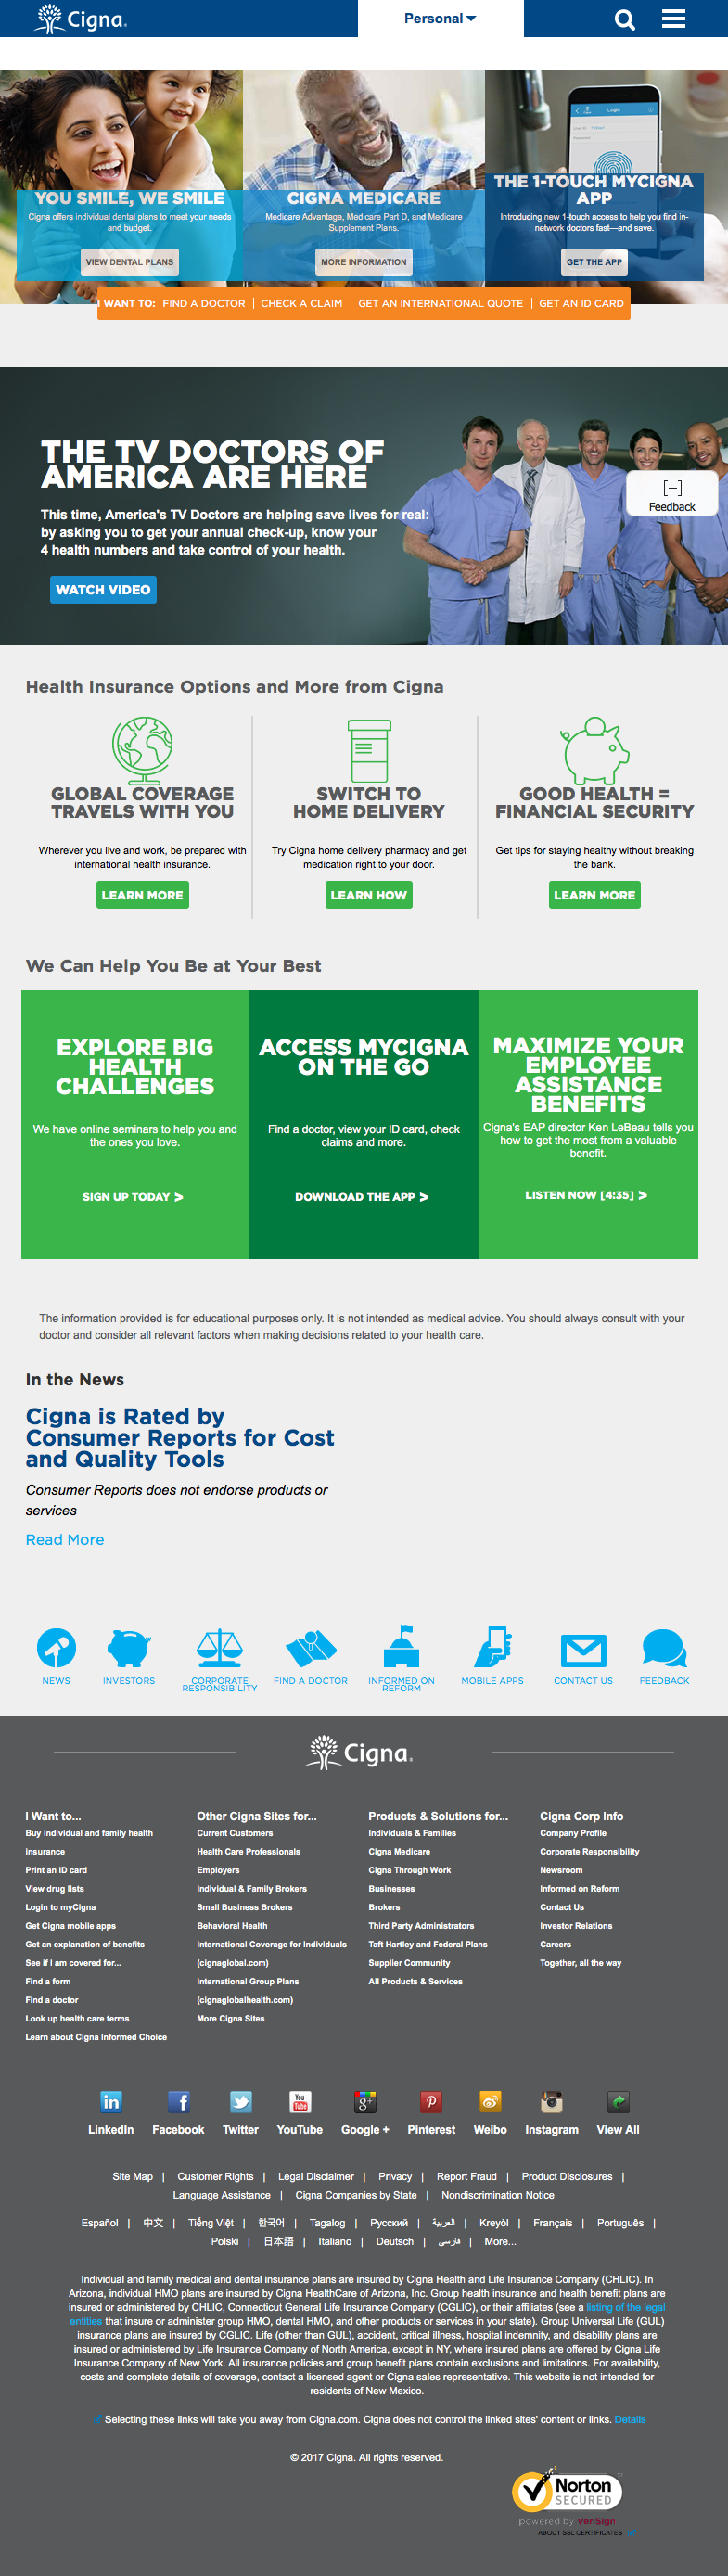 Cigna
Personal
YOU SMILE, WE SMILE
Cigna offers individual dental plans to meet your needs
and budget.
VIEW DENTAL PLANS
CIGNA MEDICARE
Medicare Advantage, Medicare Part D, and Medicare
Supplement Plans.
MORE INFORMATION
Login
THE 1-TOUCH MYCIGNA
APP
Introducing new 1-touch access to help you find in-
network doctors fast—and save.
GET THE APP
I WANT TO: FIND A DOCTOR | CHECK A CLAIM | GET AN INTERNATIONAL QUOTE | GET AN ID CARD
THE TV DOCTORS OF
AMERICA ARE HERE
This time, America's TV Doctors are helping save lives for real:
by asking you to get your annual check-up, know your
4 health numbers and take control of your health.
WATCH VIDEO
[–]
Feedback
Health Insurance Options and More from Cigna
GLOBAL COVERAGE
TRAVELS WITH YOU
Wherever you live and work, be prepared with
international health insurance.
LEARN MORE
SWITCH TO
HOME DELIVERY
Try Cigna home delivery pharmacy and get
medication right to your door.
LEARN HOW
GOOD HEALTH =
FINANCIAL SECURITY
Get tips for staying healthy without breaking
the bank.
LEARN MORE
We Can Help You Be at Your Best
EXPLORE BIG
HEALTH
CHALLENGES
We have online seminars to help you and
the ones you love.
SIGN UP TODAY >
ACCESS MYCIGNA
ON THE GO
Find a doctor, view your ID card, check
claims and more.
DOWNLOAD THE APP >
MAXIMIZE YOUR
EMPLOYEE
ASSISTANCE
BENEFITS
Cigna's EAP director Ken LeBeau tells you
how to get the most from a valuable
benefit.
LISTEN NOW [4:35] >
The information provided is for educational purposes only. It is not intended as medical advice. You should always consult with your
doctor and consider all relevant factors when making decisions related to your health care.
In the News
Cigna is Rated by
Consumer Reports for Cost
and Quality Tools
Consumer Reports does not endorse products or
services
Read More
NEWS
INVESTORS
CORPORATE
RESPONSIBILITY
FIND A DOCTOR
INFORMED ON
REFORM
MOBILE APPS
CONTACT US
FEEDBACK
Cigna
I Want to...
Buy individual and family health
insurance
Print an ID card
View drug lists
Login to myCigna
Get Cigna mobile apps
Get an explanation of benefits
See if I am covered for...
Find a form
Find a doctor
Look up health care terms
Learn about Cigna Informed Choice
Other Cigna Sites for...
Current Customers
Health Care Professionals
Employers
Individual & Family Brokers
Small Business Brokers
Behavioral Health
International Coverage for Individuals
(cignaglobal.com)
International Group Plans
(cignaglobalhealth.com)
More Cigna Sites
Products & Solutions for...
Individuals & Families
Cigna Medicare
Cigna Through Work
Businesses
Brokers
Third Party Administrators
Taft Hartley and Federal Plans
Supplier Community
All Products & Services
Cigna Corp Info
Company Profile
Corporate Responsibility
Newsroom
Informed on Reform
Contact Us
Investor Relations
Careers
Together, all the way
LinkedIn Facebook Twitter YouTube Google + Pinterest Weibo Instagram View All
Site Map | Customer Rights | Legal Disclaimer | Privacy | Report Fraud | Product Disclosures |
Language Assistance | Cigna Companies by State | Nondiscrimination Notice
Español | 中文 | Tiếng Việt | 한국어 | Tagalog | Русский | العربية | Kreyòl | Français | Português |
Polski | 日本語 | Italiano | Deutsch | فارسی | More...
Individual and family medical and dental insurance plans are insured by Cigna Health and Life Insurance Company (CHLIC). In
Arizona, individual HMO plans are insured by Cigna HealthCare of Arizona, Inc. Group health insurance and health benefit plans are
insured or administered by CHLIC, Connecticut General Life Insurance Company (CGLIC), or their affiliates (see a listing of the legal
entities that insure or administer group HMO, dental HMO, and other products or services in your state). Group Universal Life (GUL)
insurance plans are insured by CGLIC. Life (other than GUL), accident, critical illness, hospital indemnity, and disability plans are
insured or administered by Life Insurance Company of North America, except in NY, where insured plans are offered by Cigna Life
Insurance Company of New York. All insurance policies and group benefit plans contain exclusions and limitations. For availability,
costs and complete details of coverage, contact a licensed agent or Cigna sales representative. This website is not intended for
residents of New Mexico.
Selecting these links will take you away from Cigna.com. Cigna does not control the linked sites' content or links. Details
© 2017 Cigna. All rights reserved.
Norton
SECURED
powered by VeriSign
ABOUT SSL CERTIFICATES